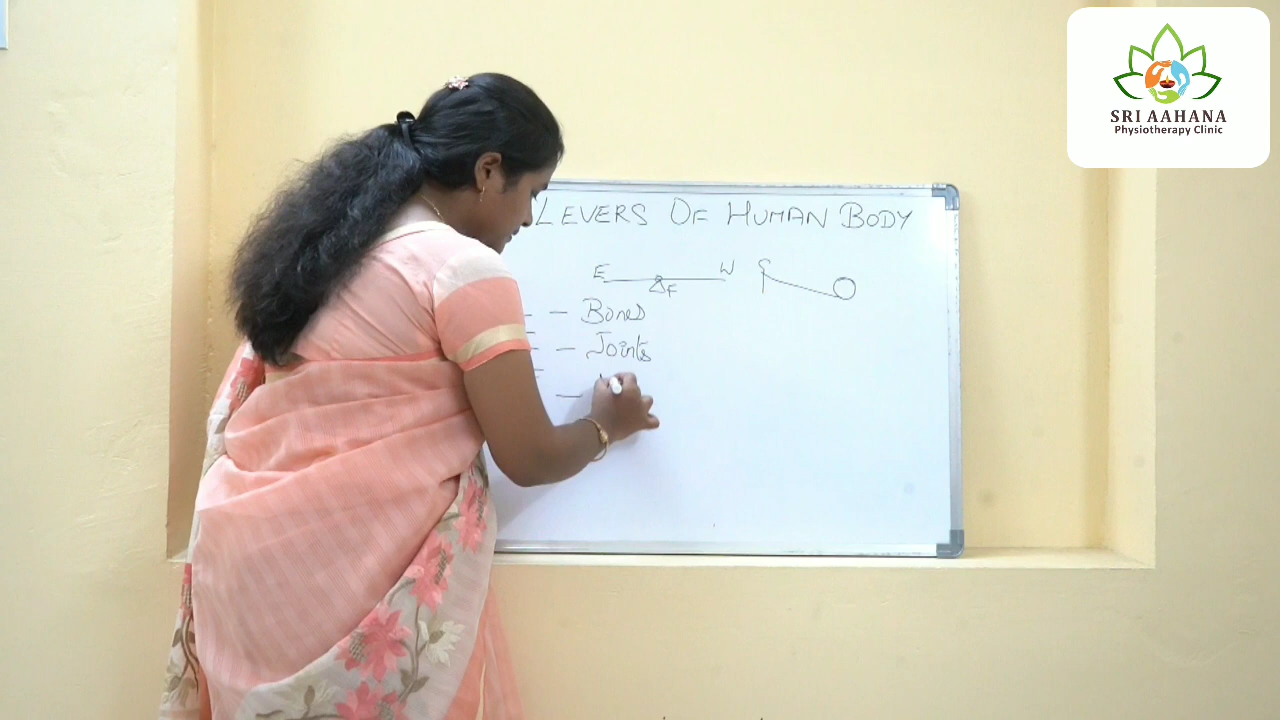 SRI AAHANA
Physiotherapy Clinic
LEVERS OF HUMAN BODY
E W
F
— Bones
— Joints
—